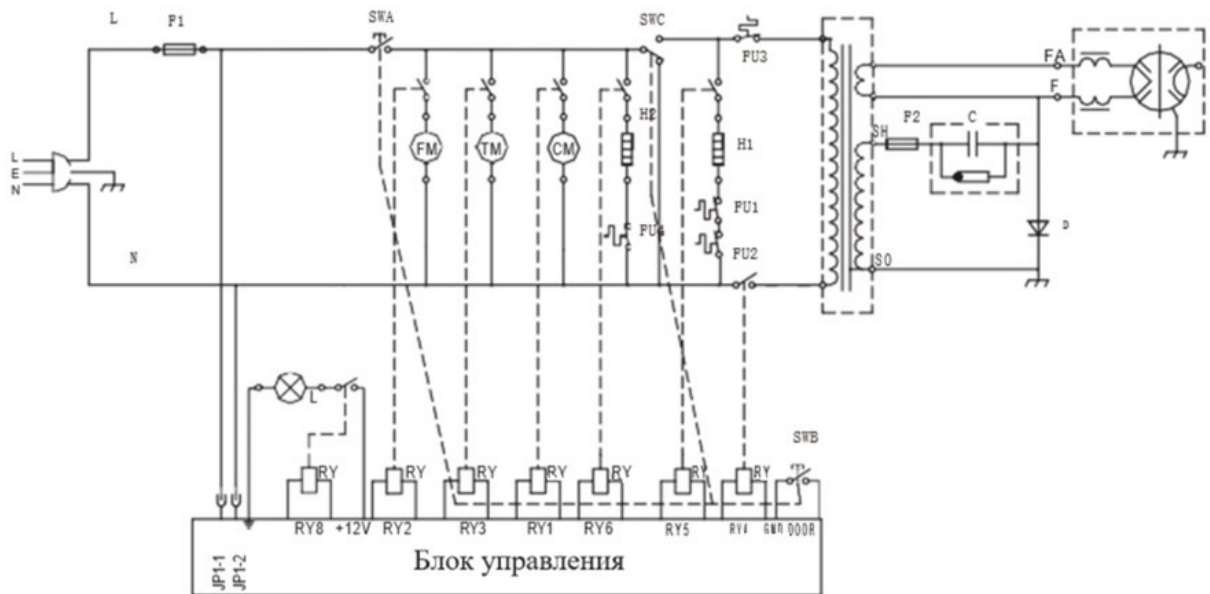 L
F1
SWA
SWC
FU3
FA
F
F2
C
SH
H2
H1
FM
TM
CM
L
E
N
FU1
FU4
FU2
N
SO
D
L
SWB
RY
RY
RY
RY
RY
RY
RY
RY8
+12V
RY2
RY3
RY1
RY6
RY5
RY4
GND
DOOR
JP1-1
JP1-2
Блок управления